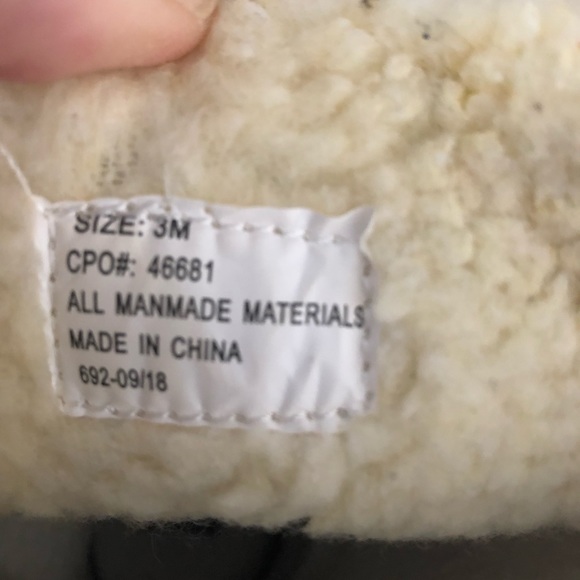 SIZE: 3M
CPO#: 46681
ALL MANMADE MATERIALS
MADE IN CHINA
692-09/18